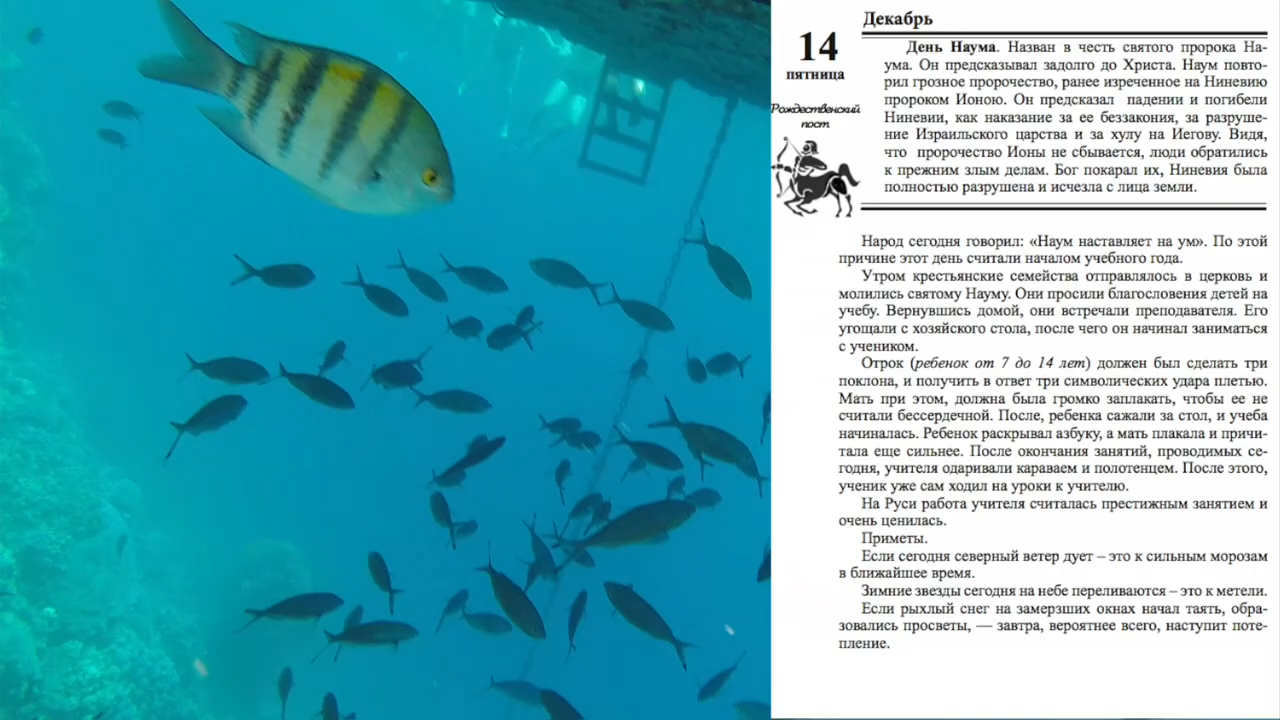 Декабрь
14
пятница
Рождественский
пост
День Наума. Назван в честь святого пророка На-
ума. Он предсказывал задолго до Христа. Наум повто-
рил грозное пророчество, ранее изреченное на Ниневию
пророком Ионою. Он предсказал падении и погибели
Ниневии, как наказание за ее беззакония, за разруше-
ние Израильского царства и за хулу на Иегову. Видя,
что пророчество Ионы не сбывается, люди обратились
к прежним злым делам. Бог покарал их, Ниневия была
полностью разрушена и исчезла с лица земли.
Народ сегодня говорил: «Наум наставляет на ум». По этой
причине этот день считали началом учебного года.
Утром крестьянские семейства отправлялось в церковь и
молились святому Науму. Они просили благословения детей на
учебу. Вернувшись домой, они встречали преподавателя. Его
угощали с хозяйского стола, после чего он начинал заниматься
с учеником.
Отрок (ребенок от 7 до 14 лет) должен был сделать три
поклона, и получить в ответ три символических удара плетью.
Мать при этом, должна была громко заплакать, чтобы ее не
считали бессердечной. После, ребенка сажали за стол, и учеба
начиналась. Ребенок раскрывал азбуку, а мать плакала и причи-
тала еще сильнее. После окончания занятий, проводимых се-
годня, учителя одаривали караваем и полотенцем. После этого,
ученик уже сам ходил на уроки к учителю.
На Руси работа учителя считалась престижным занятием и
очень ценилась.
Приметы.
Если сегодня северный ветер дует – это к сильным морозам
в ближайшее время.
Зимние звезды сегодня на небе переливаются – это к метели.
Если рыхлый снег на замерзших окнах начал таять, обра-
зовались просветы, — завтра, вероятнее всего, наступит поте-
пление.